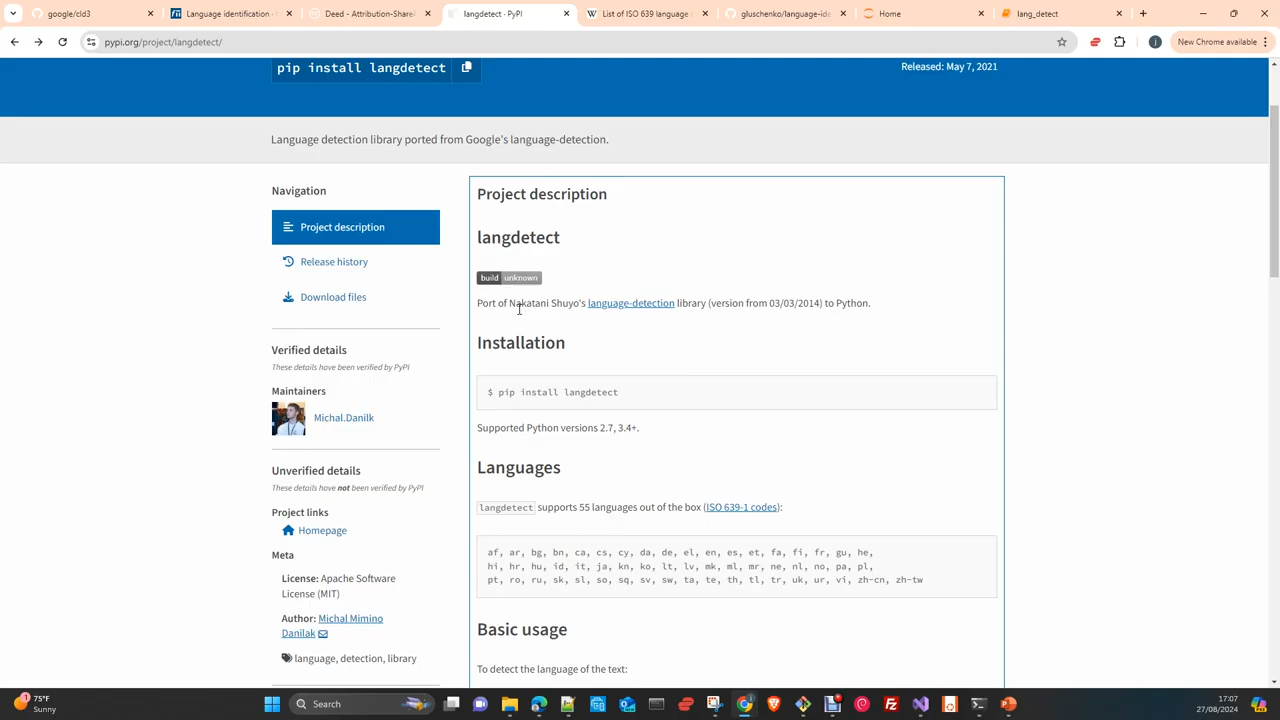 google/cld3
Language identification ·
Deed - Attribution-Share
langdetect · PyPI
List of ISO 639 language
gluschenko/language-ide
Home
lang_detect
pypi.org/project/langdetect/
New Chrome available
pip install langdetect
Released: May 7, 2021
Language detection library ported from Google's language-detection.
Navigation
Project description
Release history
Download files
Verified details
These details have been verified by PyPI
Maintainers
Michal.Danilk
Unverified details
These details have not been verified by PyPI
Project links
Homepage
Meta
License: Apache Software
License (MIT)
Author: Michal Mimino
Danilak
language, detection, library
Project description
langdetect
build unknown
Port of Nakatani Shuyo's language-detection library (version from 03/03/2014) to Python.
Installation
$ pip install langdetect
Supported Python versions 2.7, 3.4+.
Languages
langdetect supports 55 languages out of the box (ISO 639-1 codes):
af, ar, bg, bn, ca, cs, cy, da, de, el, en, es, et, fa, fi, fr, gu, he,
hi, hr, hu, id, it, ja, kn, ko, lt, lv, mk, ml, mr, ne, nl, no, pa, pl,
pt, ro, ru, sk, sl, so, sq, sv, sw, ta, te, th, tl, tr, uk, ur, vi, zh-cn, zh-tw
Basic usage
To detect the language of the text:
75°F
Sunny
Search
17:07
27/08/2024